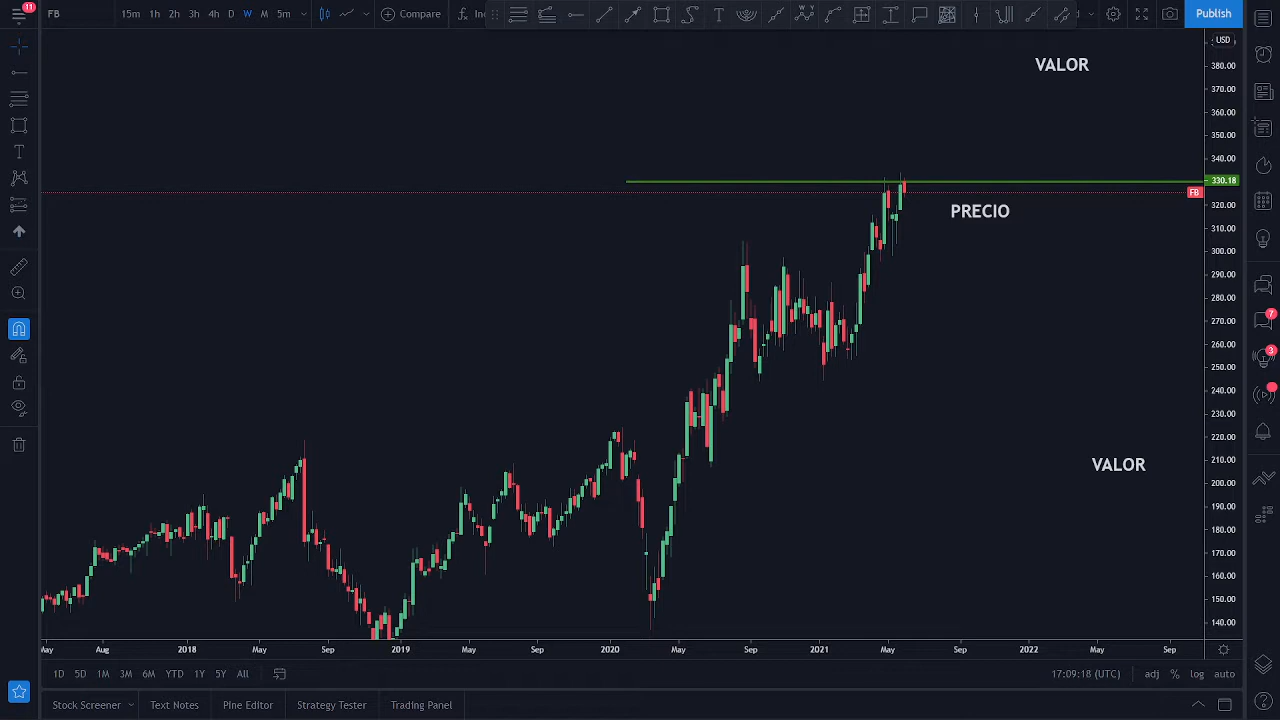 11
FB
15m 1h 2h 3h 4h D W M 5m
Compare
Publish
USD
VALOR
380.00
370.00
360.00
350.00
340.00
330.18
FB
320.00
PRECIO
310.00
300.00
290.00
280.00
270.00
260.00
250.00
240.00
230.00
220.00
210.00
VALOR
200.00
190.00
180.00
170.00
160.00
150.00
140.00
7
3
May Aug 2018 May Sep 2019 May Sep 2020 May Sep 2021 May Sep 2022 May Sep
1D 5D 1M 3M 6M YTD 1Y 5Y All
17:09:18 (UTC) adj % log auto
Stock Screener Text Notes Pine Editor Strategy Tester Trading Panel